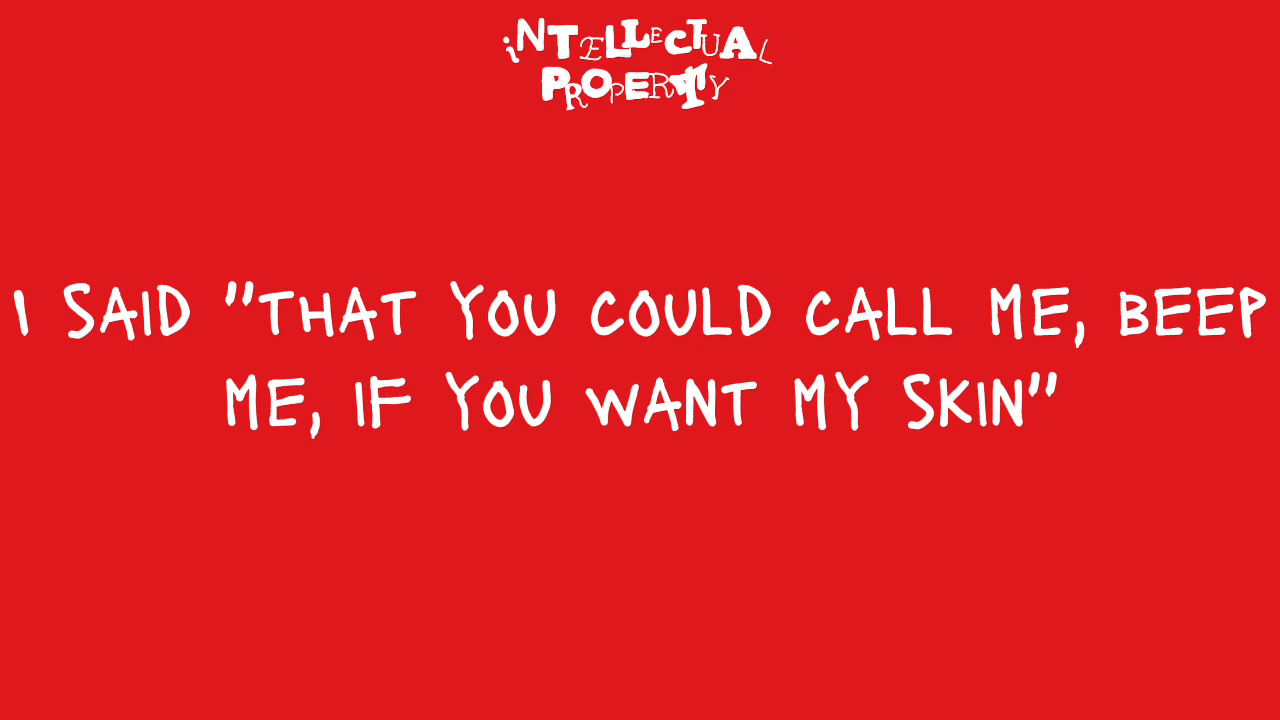 iNTELLECTUAL
PROPERTY
I SAID "THAT YOU COULD CALL ME, BEEP
ME, IF YOU WANT MY SKIN"